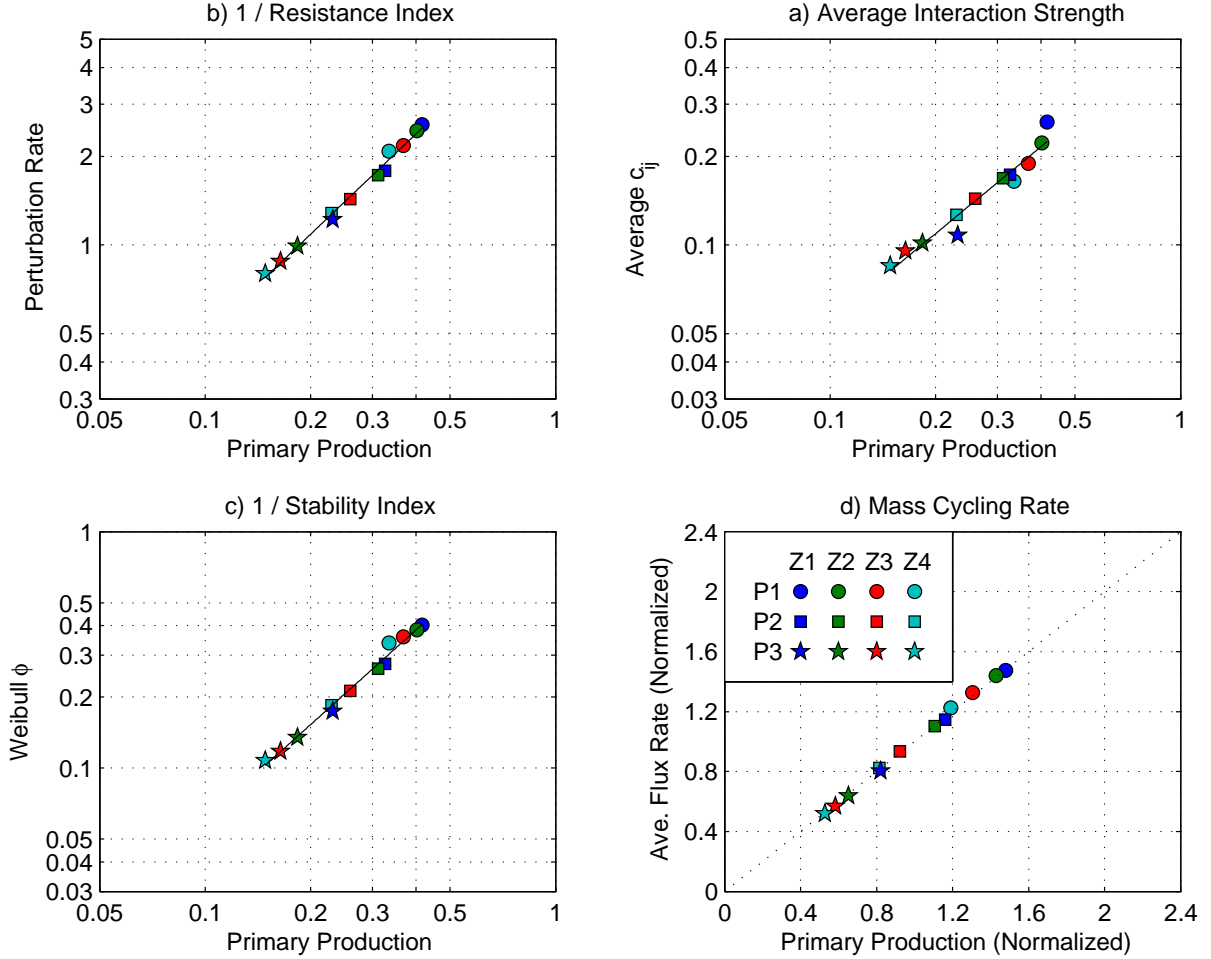 b) 1 / Resistance Index
5
4
3
2
1
0.5
0.4
0.3
Perturbation Rate
0.05 0.1 0.2 0.3 0.5 1
Primary Production
a) Average Interaction Strength
0.5
0.4
0.3
0.2
0.1
0.05
0.04
0.03
Average c_ij
0.05 0.1 0.2 0.3 0.5 1
Primary Production
c) 1 / Stability Index
1
0.5
0.4
0.3
0.2
0.1
0.05
0.04
0.03
Weibull ϕ
0.05 0.1 0.2 0.3 0.5 1
Primary Production
d) Mass Cycling Rate
2.4
2
1.6
1.2
0.8
0.4
0
Ave. Flux Rate (Normalized)
Z1 Z2 Z3 Z4
P1
P2
P3
0 0.4 0.8 1.2 1.6 2 2.4
Primary Production (Normalized)